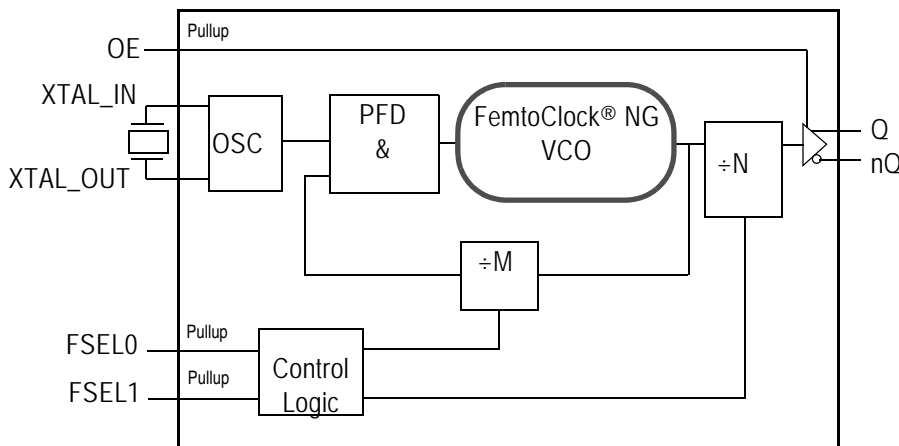 Pullup
OE
XTAL_IN
OSC
XTAL_OUT
PFD
&
FemtoClock® NG
VCO
÷N
Q
nQ
÷M
Pullup
FSEL0
Pullup
FSEL1
Control
Logic